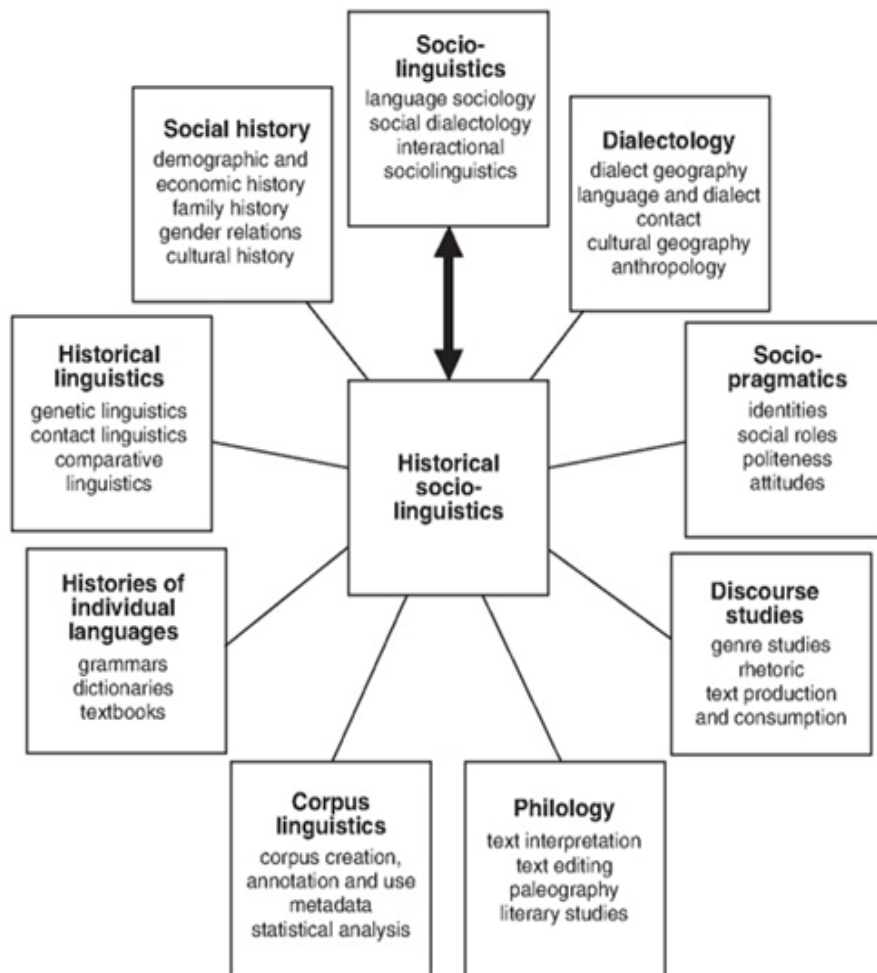 Socio-
linguistics
language sociology
social dialectology
interactional
sociolinguistics
Social history
demographic and
economic history
family history
gender relations
cultural history
Dialectology
dialect geography
language and dialect
contact
cultural geography
anthropology
Historical
linguistics
genetic linguistics
contact linguistics
comparative
linguistics
Historical
socio-
linguistics
Socio-
pragmatics
identities
social roles
politeness
attitudes
Histories of
individual
languages
grammars
dictionaries
textbooks
Discourse
studies
genre studies
rhetoric
text production
and consumption
Corpus
linguistics
corpus creation,
annotation and use
metadata
statistical analysis
Philology
text interpretation
text editing
paleography
literary studies